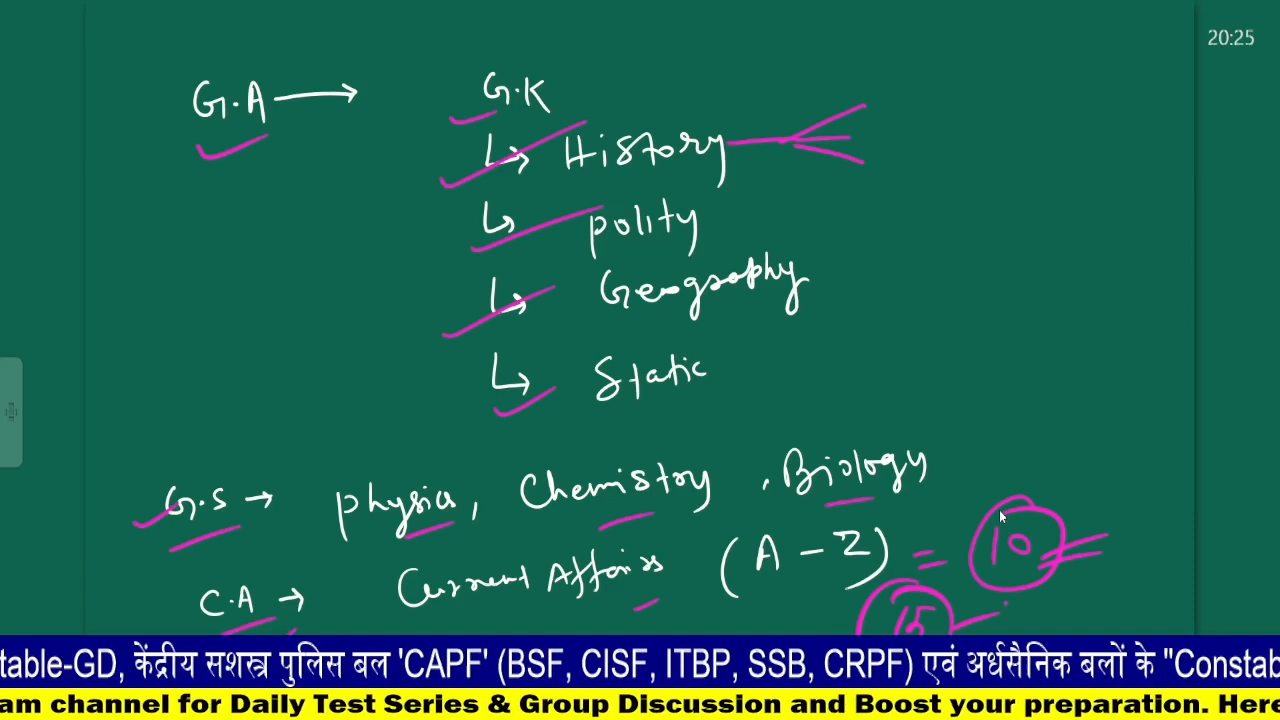 20:25
G.A → G.K
↳ History
↳ polity
↳ Geography
↳ Static
G.S → physics, Chemistry, Biology
C.A → Current Affairs (A - Z) = 10
15
table-GD, केंद्रीय सशस्त्र पुलिस बल 'CAPF' (BSF, CISF, ITBP, SSB, CRPF) एवं अर्धसैनिक बलों के "Consta
am channel for Daily Test Series & Group Discussion and Boost your preparation. Here